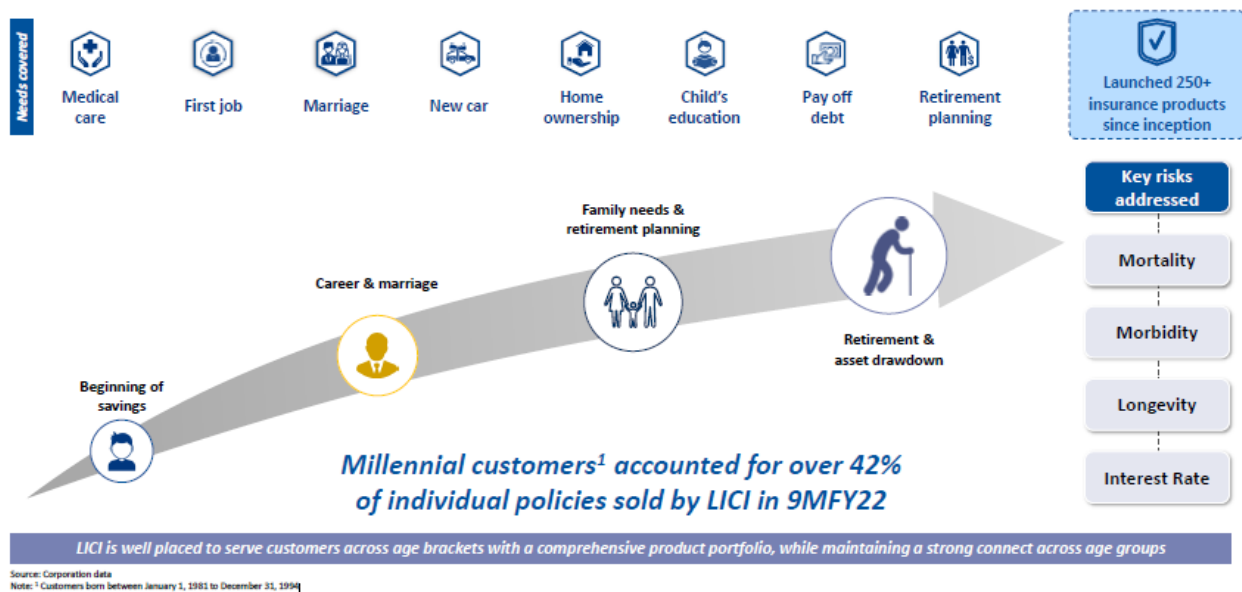 Needs covered
Medical
care
First job
Marriage
New car
Home
ownership
Child's
education
Pay off
debt
Retirement
planning
Launched 250+
insurance products
since inception
Key risks
addressed
Mortality
Morbidity
Longevity
Interest Rate
Beginning of
savings
Career & marriage
Family needs &
retirement planning
Retirement &
asset drawdown
Millennial customers¹ accounted for over 42%
of individual policies sold by LICI in 9MFY22
LICI is well placed to serve customers across age brackets with a comprehensive product portfolio, while maintaining a strong connect across age groups
Source: Corporation data
Note: ¹ Customers born between January 1, 1981 to December 31, 1994